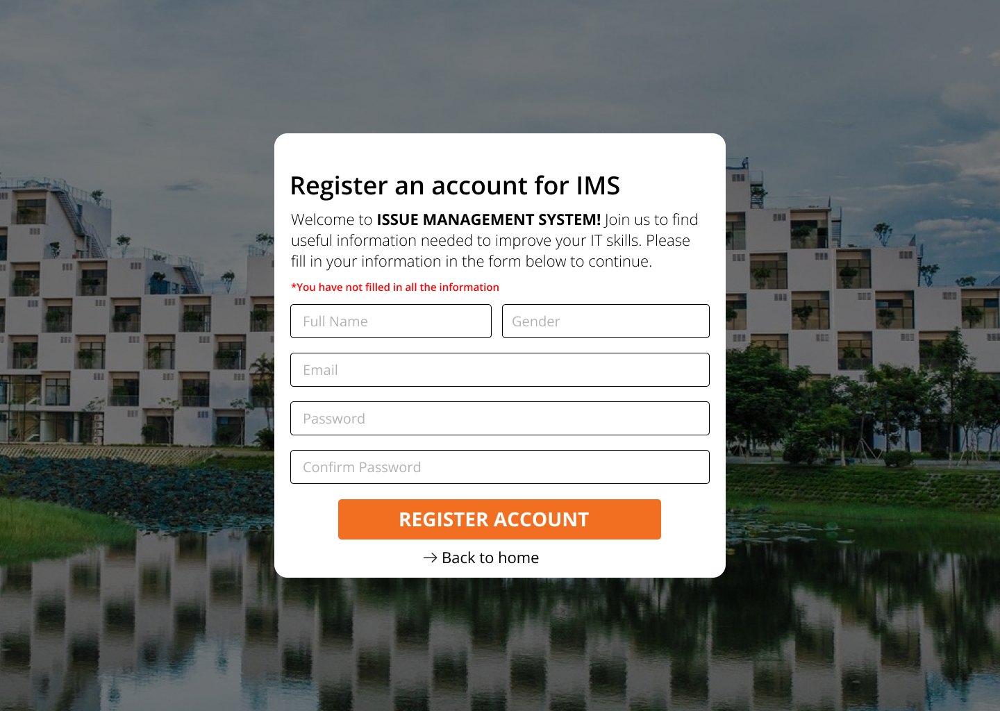 Register an account for IMS
Welcome to ISSUE MANAGEMENT SYSTEM! Join us to find
useful information needed to improve your IT skills. Please
fill in your information in the form below to continue.
*You have not filled in all the information
Full Name
Gender
Email
Password
Confirm Password
REGISTER ACCOUNT
Back to home